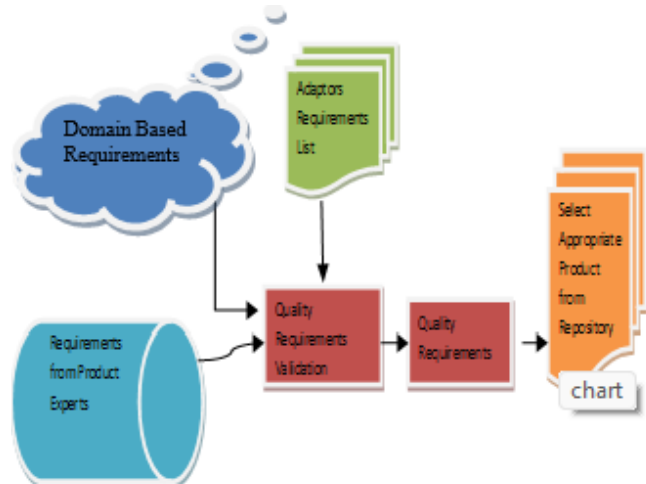 Domain Based
Requirements
Adaptors
Requirements
List
Select
Appropriate
Product
from
Repository
Quality
Requirements
Validation
Quality
Requirements
Requirements
from Product
Experts
chart